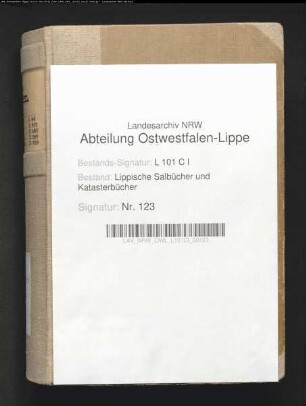 Landesarchiv NRW
Abteilung Ostwestfalen-Lippe
Bestands-Signatur: L 101 C I
Bestand: Lippische Salbücher und
Katasterbücher
Signatur: Nr. 123